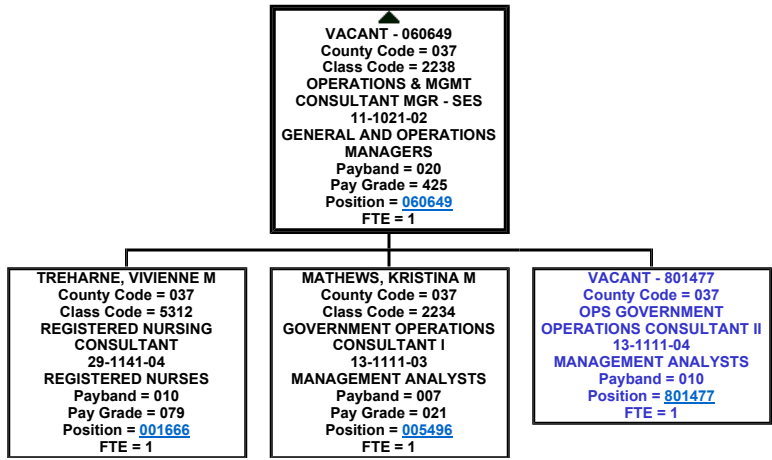 VACANT - 060649
County Code = 037
Class Code = 2238
OPERATIONS & MGMT
CONSULTANT MGR - SES
11-1021-02
GENERAL AND OPERATIONS
MANAGERS
Payband = 020
Pay Grade = 425
Position = 060649
FTE = 1
TREHARNE, VIVIENNE M
County Code = 037
Class Code = 5312
REGISTERED NURSING
CONSULTANT
29-1141-04
REGISTERED NURSES
Payband = 010
Pay Grade = 079
Position = 001666
FTE = 1
MATHEWS, KRISTINA M
County Code = 037
Class Code = 2234
GOVERNMENT OPERATIONS
CONSULTANT I
13-1111-03
MANAGEMENT ANALYSTS
Payband = 007
Pay Grade = 021
Position = 005496
FTE = 1
VACANT - 801477
County Code = 037
OPS GOVERNMENT
OPERATIONS CONSULTANT II
13-1111-04
MANAGEMENT ANALYSTS
Payband = 010
Position = 801477
FTE = 1